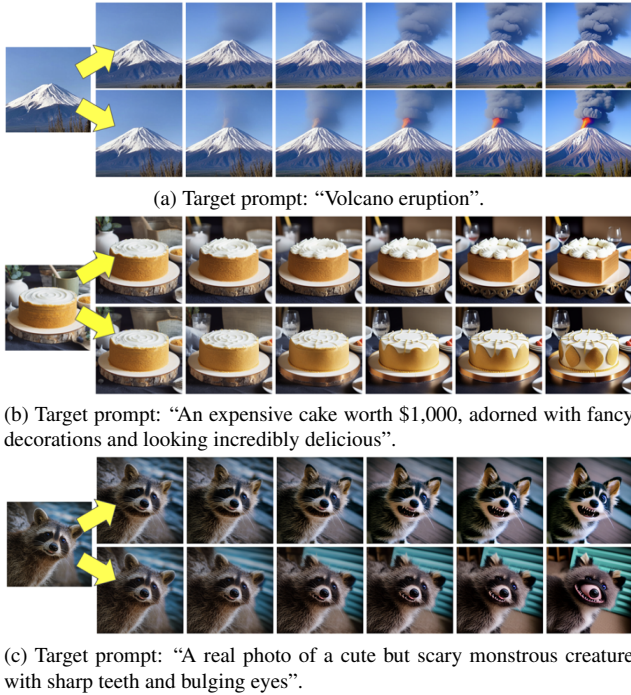 (a) Target prompt: “Volcano eruption”.
(b) Target prompt: “An expensive cake worth $1,000, adorned with fancy
decorations and looking incredibly delicious”.
(c) Target prompt: “A real photo of a cute but scary monstrous creature
with sharp teeth and bulging eyes”.